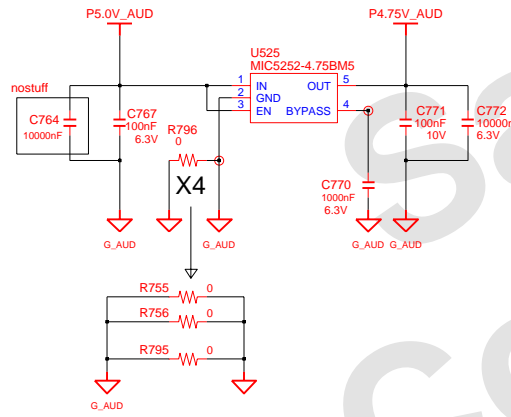 P5.0V_AUD
P4.75V_AUD
U525
MIC5252-4.75BM5
nostuff
1 IN OUT 5
2 GND
3 EN BYPASS 4
C764
10000nF
C767
100nF
6.3V
R796
0
X4
C770
1000nF
6.3V
C771
100nF
10V
C772
10000n
6.3V
G_AUD
G_AUD
G_AUD
G_AUD
R755 0
R756 0
R795 0
G_AUD